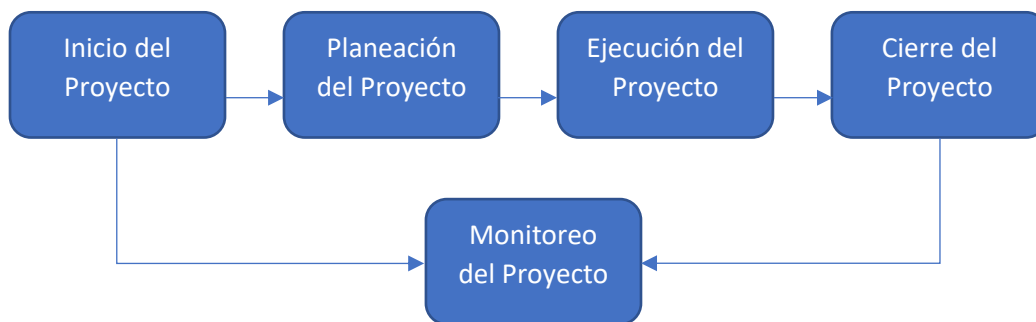 Inicio del
Proyecto
Planeación
del Proyecto
Ejecución del
Proyecto
Cierre del
Proyecto
Monitoreo
del Proyecto